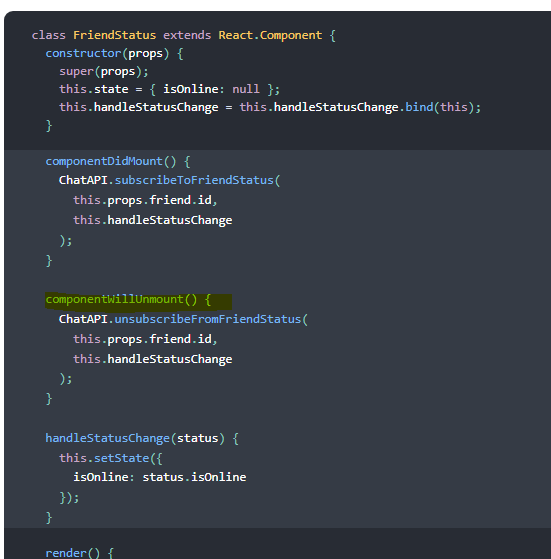 class FriendStatus extends React.Component {
constructor(props) {
super(props);
this.state = { isOnline: null };
this.handleStatusChange = this.handleStatusChange.bind(this);
}
componentDidMount() {
ChatAPI.subscribeToFriendStatus(
this.props.friend.id,
this.handleStatusChange
);
}
componentWillUnmount() {
ChatAPI.unsubscribeFromFriendStatus(
this.props.friend.id,
this.handleStatusChange
);
}
handleStatusChange(status) {
this.setState({
isOnline: status.isOnline
});
}
render() {